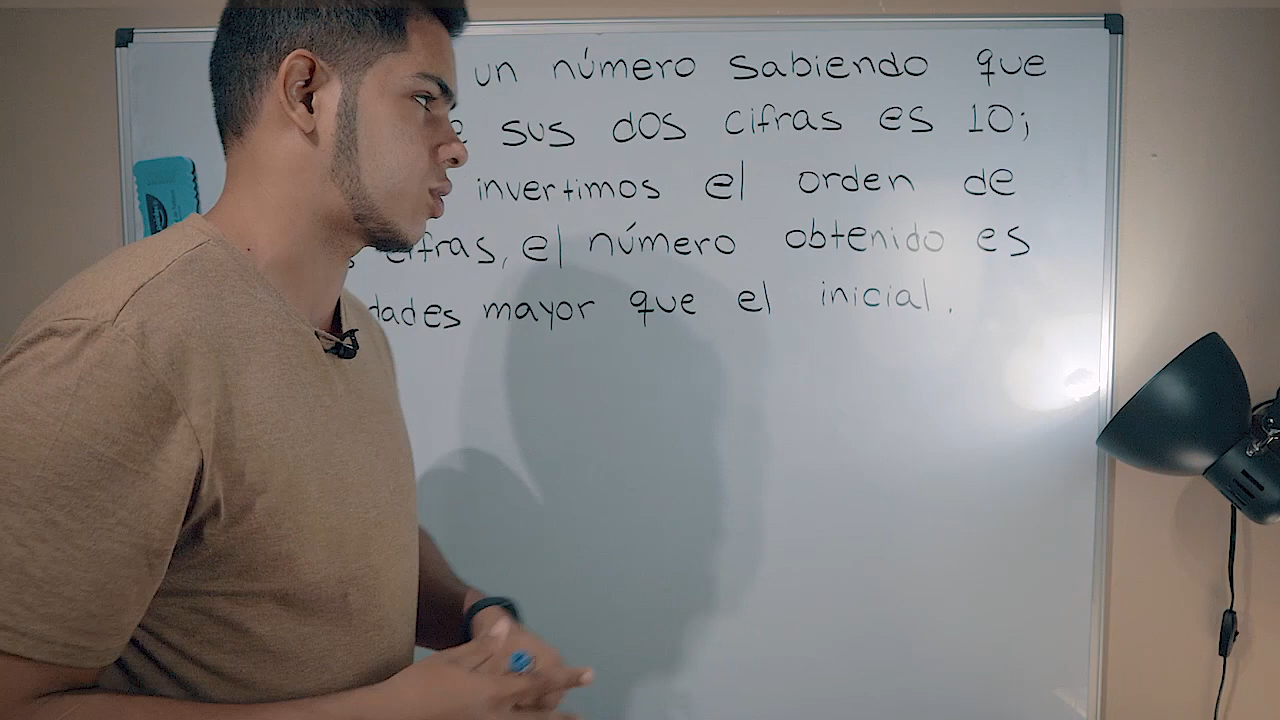 un número sabiendo que
sus dos cifras es 10;
invertimos el orden de
cifras, el número obtenido es
dades mayor que el inicial.